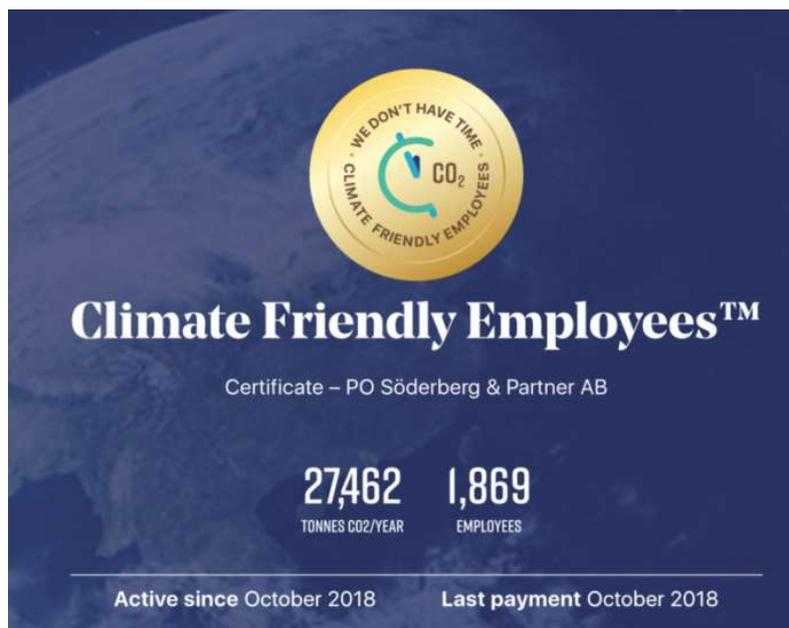 WE DON'T HAVE TIME
CO2
CLIMATE FRIENDLY EMPLOYEES
Climate Friendly Employees™
Certificate – PO Söderberg & Partner AB
27,462 1,869
TONNES CO2/YEAR EMPLOYEES
Active since October 2018 Last payment October 2018